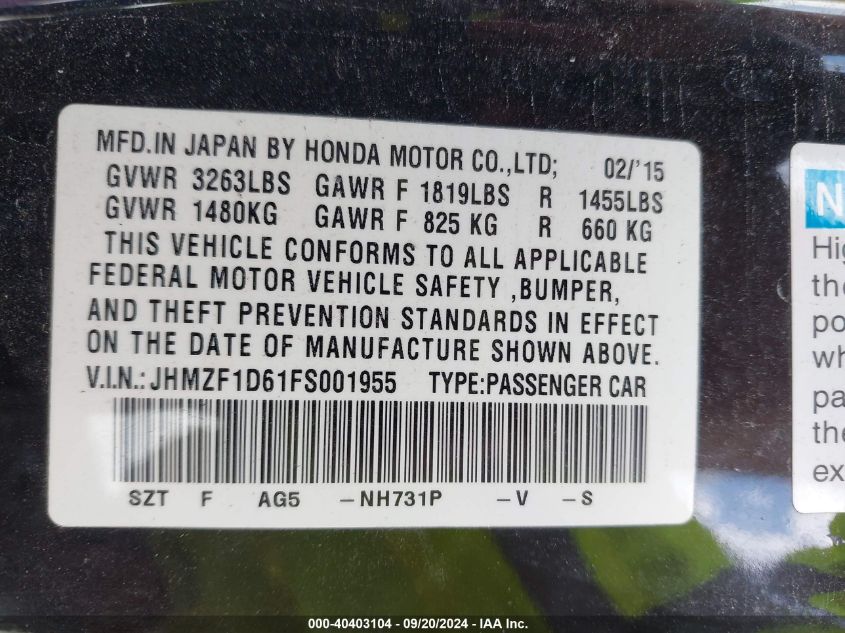 MFD.IN JAPAN BY HONDA MOTOR CO.,LTD; 02/'15
GVWR 3263LBS GAWR F 1819LBS R 1455LBS
GVWR 1480KG GAWR F 825 KG R 660 KG
THIS VEHICLE CONFORMS TO ALL APPLICABLE
FEDERAL MOTOR VEHICLE SAFETY ,BUMPER,
AND THEFT PREVENTION STANDARDS IN EFFECT
ON THE DATE OF MANUFACTURE SHOWN ABOVE.
V.I.N.: JHMZF1D61FS001955 TYPE:PASSENGER CAR
SZT F AG5 -NH731P -V -S
000-40403104 - 09/20/2024 - IAA Inc.